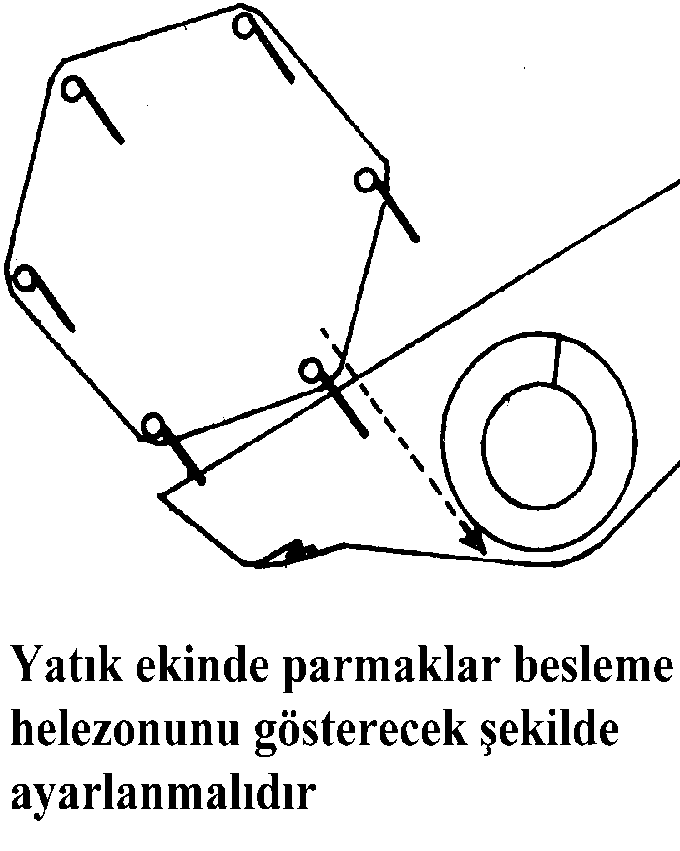 Yatık ekinde parmaklar besleme
helezonunu gösterecek şekilde
ayarlanmalıdır